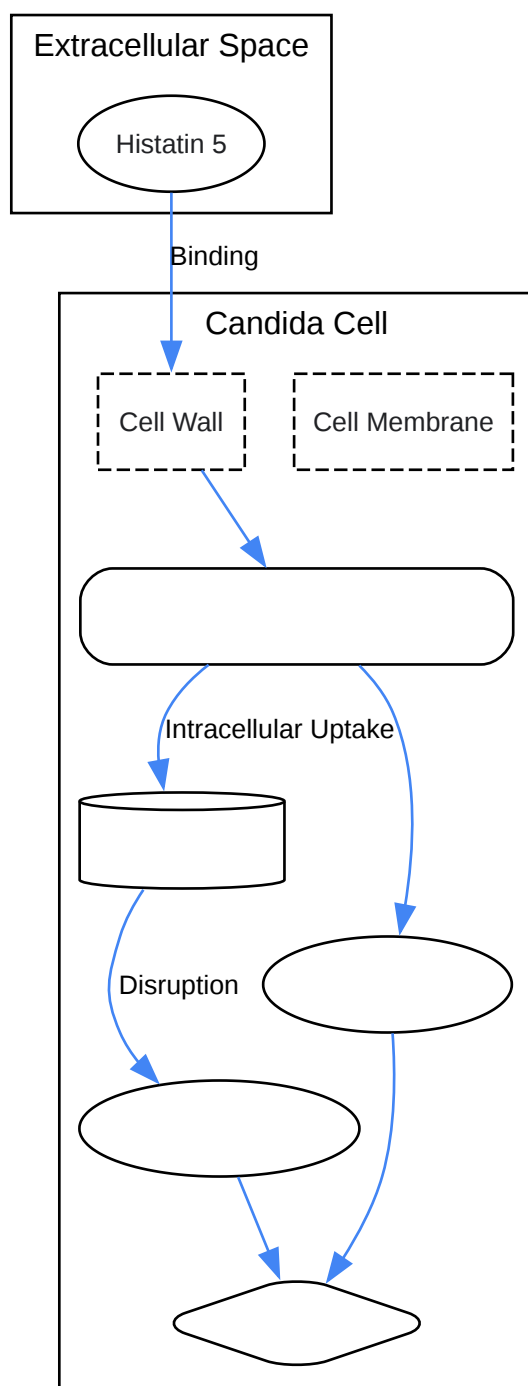 Extracellular Space
Histatin 5
Binding
Candida Cell
Cell Wall
Cell Membrane
Intracellular Uptake
Disruption